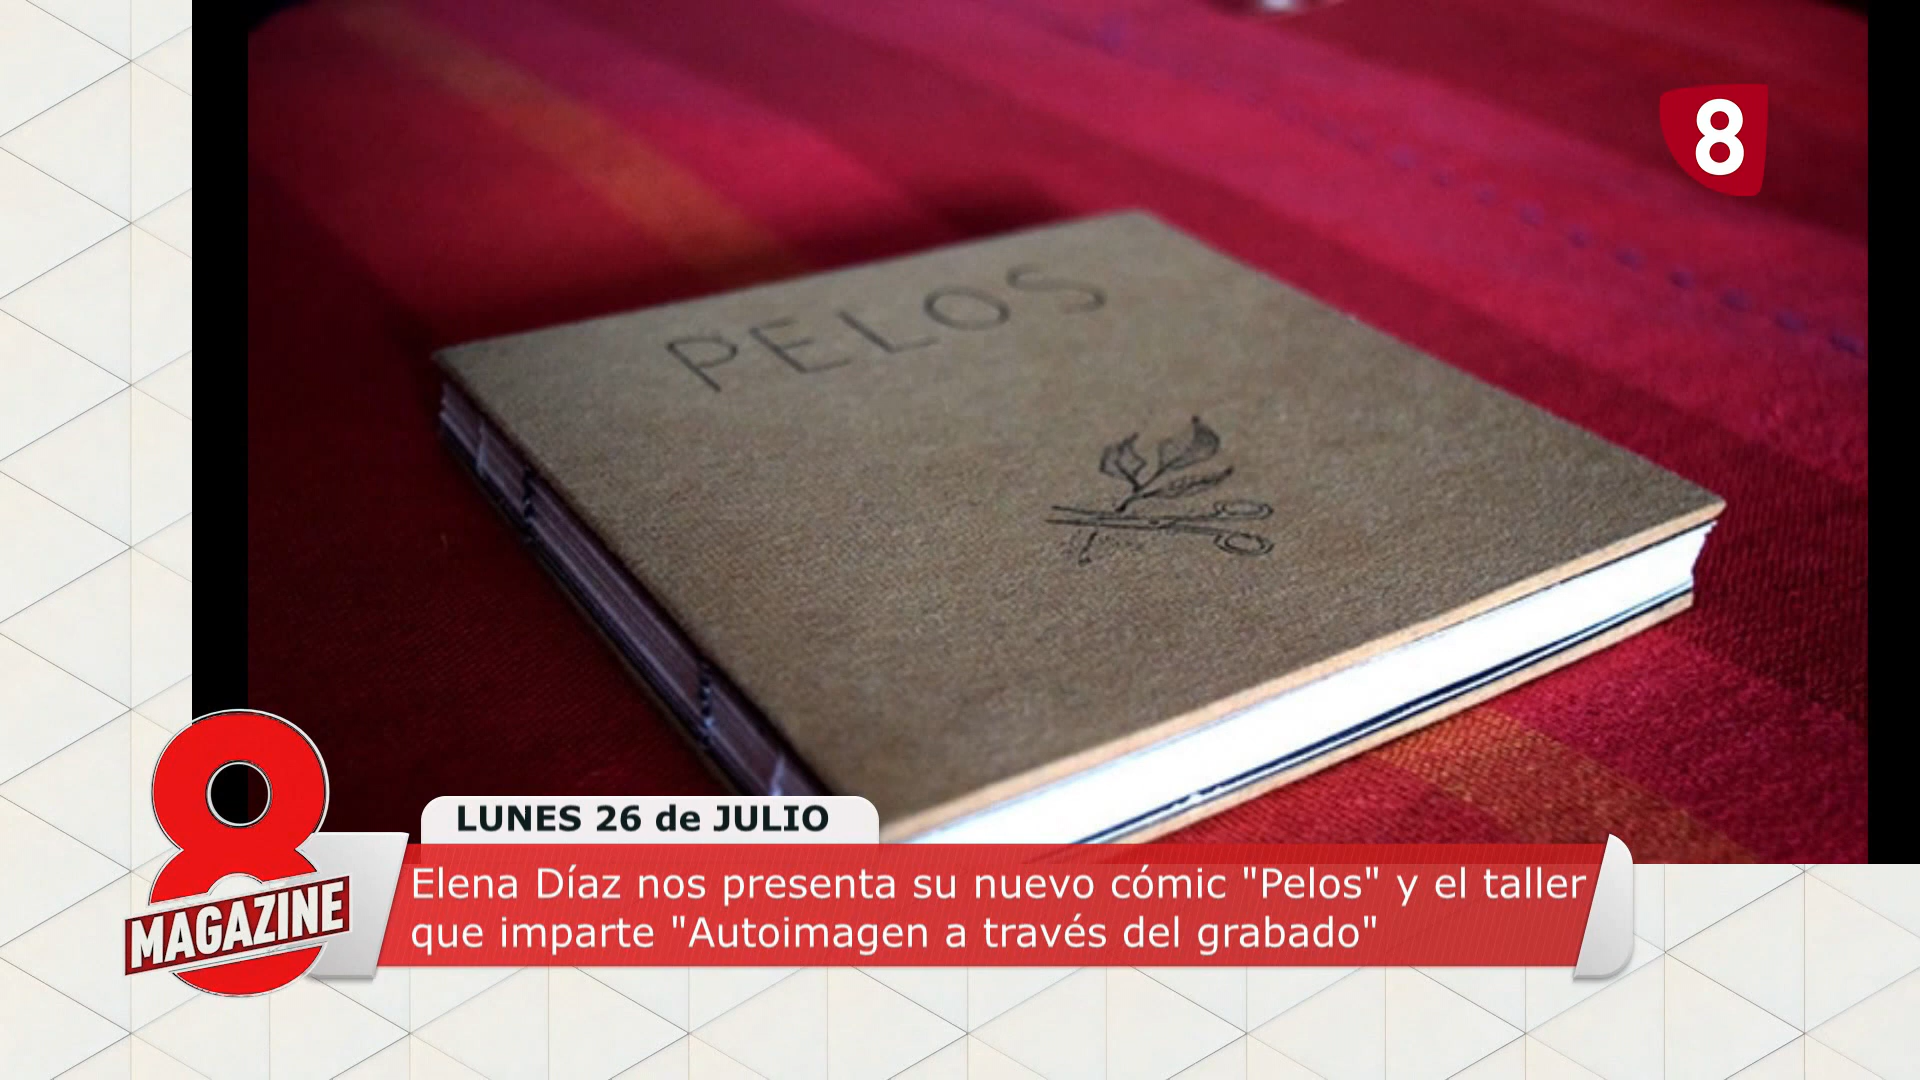 8
PELOS
LUNES 26 de JULIO
Elena Díaz nos presenta su nuevo cómic "Pelos" y el taller
que imparte "Autoimagen a través del grabado"
8
MAGAZINE